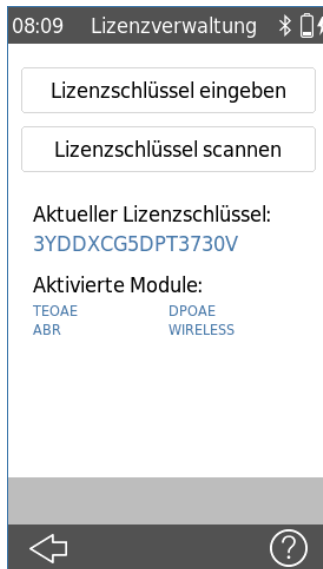 08:09 Lizenzverwaltung
Lizenzschlüssel eingeben
Lizenzschlüssel scannen
Aktueller Lizenzschlüssel:
3YDDXCG5DPT3730V
Aktivierte Module:
TEOAE DPOAE
ABR WIRELESS
?